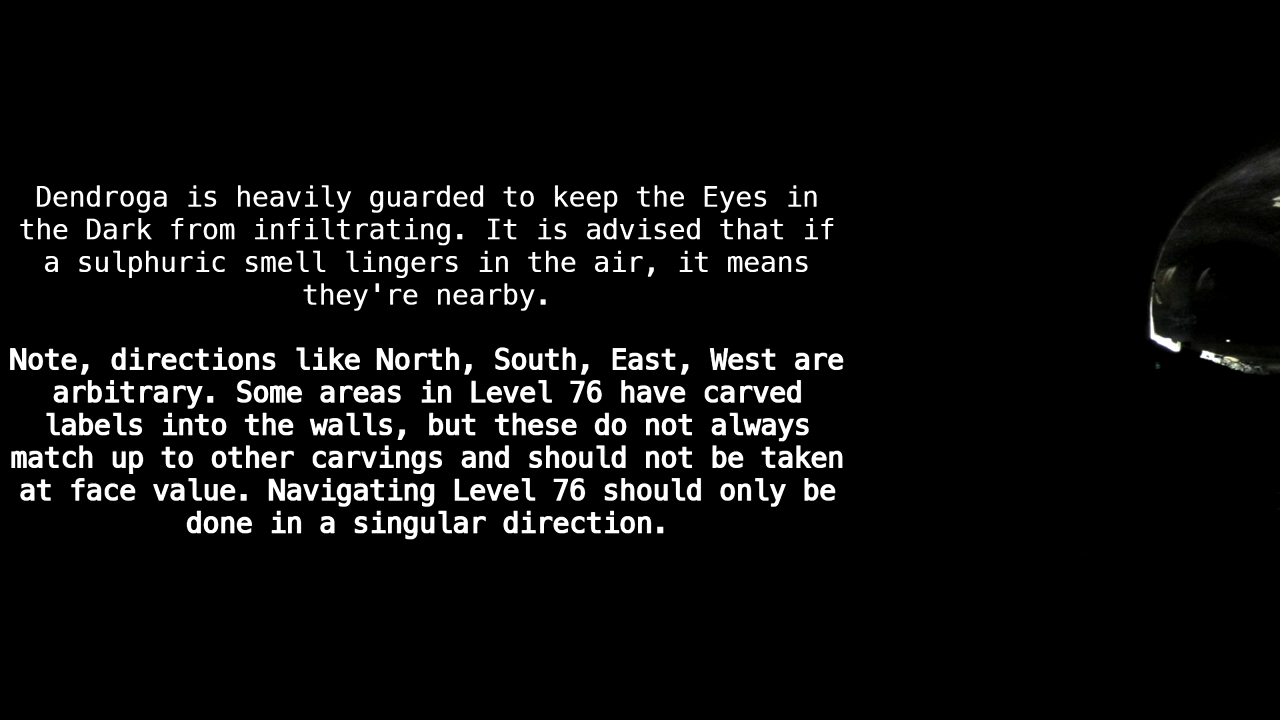 Dendroga is heavily guarded to keep the Eyes in
the Dark from infiltrating. It is advised that if
a sulphuric smell lingers in the air, it means
they're nearby.
Note, directions like North, South, East, West are
arbitrary. Some areas in Level 76 have carved
labels into the walls, but these do not always
match up to other carvings and should not be taken
at face value. Navigating Level 76 should only be
done in a singular direction.